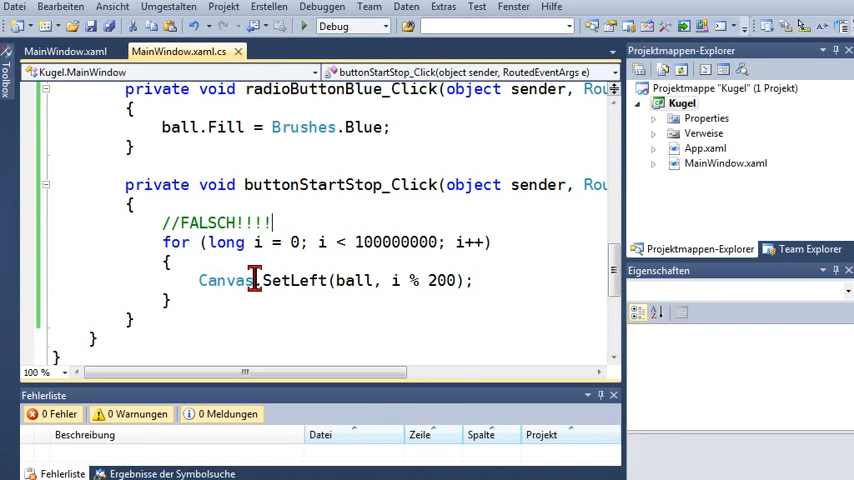 Datei Bearbeiten Ansicht Umgestalten Projekt Erstellen Debuggen Team Daten Extras Test Fenster Hilfe
Debug
MainWindow.xaml MainWindow.xaml.cs
Kugel.MainWindow buttonStartStop_Click(object sender, RoutedEventArgs e)
private void radioButtonBlue_Click(object sender, Rou
{
ball.Fill = Brushes.Blue;
}
private void buttonStartStop_Click(object sender, Rou
{
//FALSCH!!!!
for (long i = 0; i < 100000000; i++)
{
Canvas.SetLeft(ball, i % 200);
}
}
}
}
100 %
Toolbox
Projektmappen-Explorer
Projektmappe "Kugel" (1 Projekt)
Kugel
Properties
Verweise
App.xaml
MainWindow.xaml
Projektmappen-Explorer Team Explorer
Eigenschaften
Fehlerliste
0 Fehler 0 Warnungen 0 Meldungen
Beschreibung Datei Zeile Spalte Projekt
Fehlerliste Ergebnisse der Symbolsuche